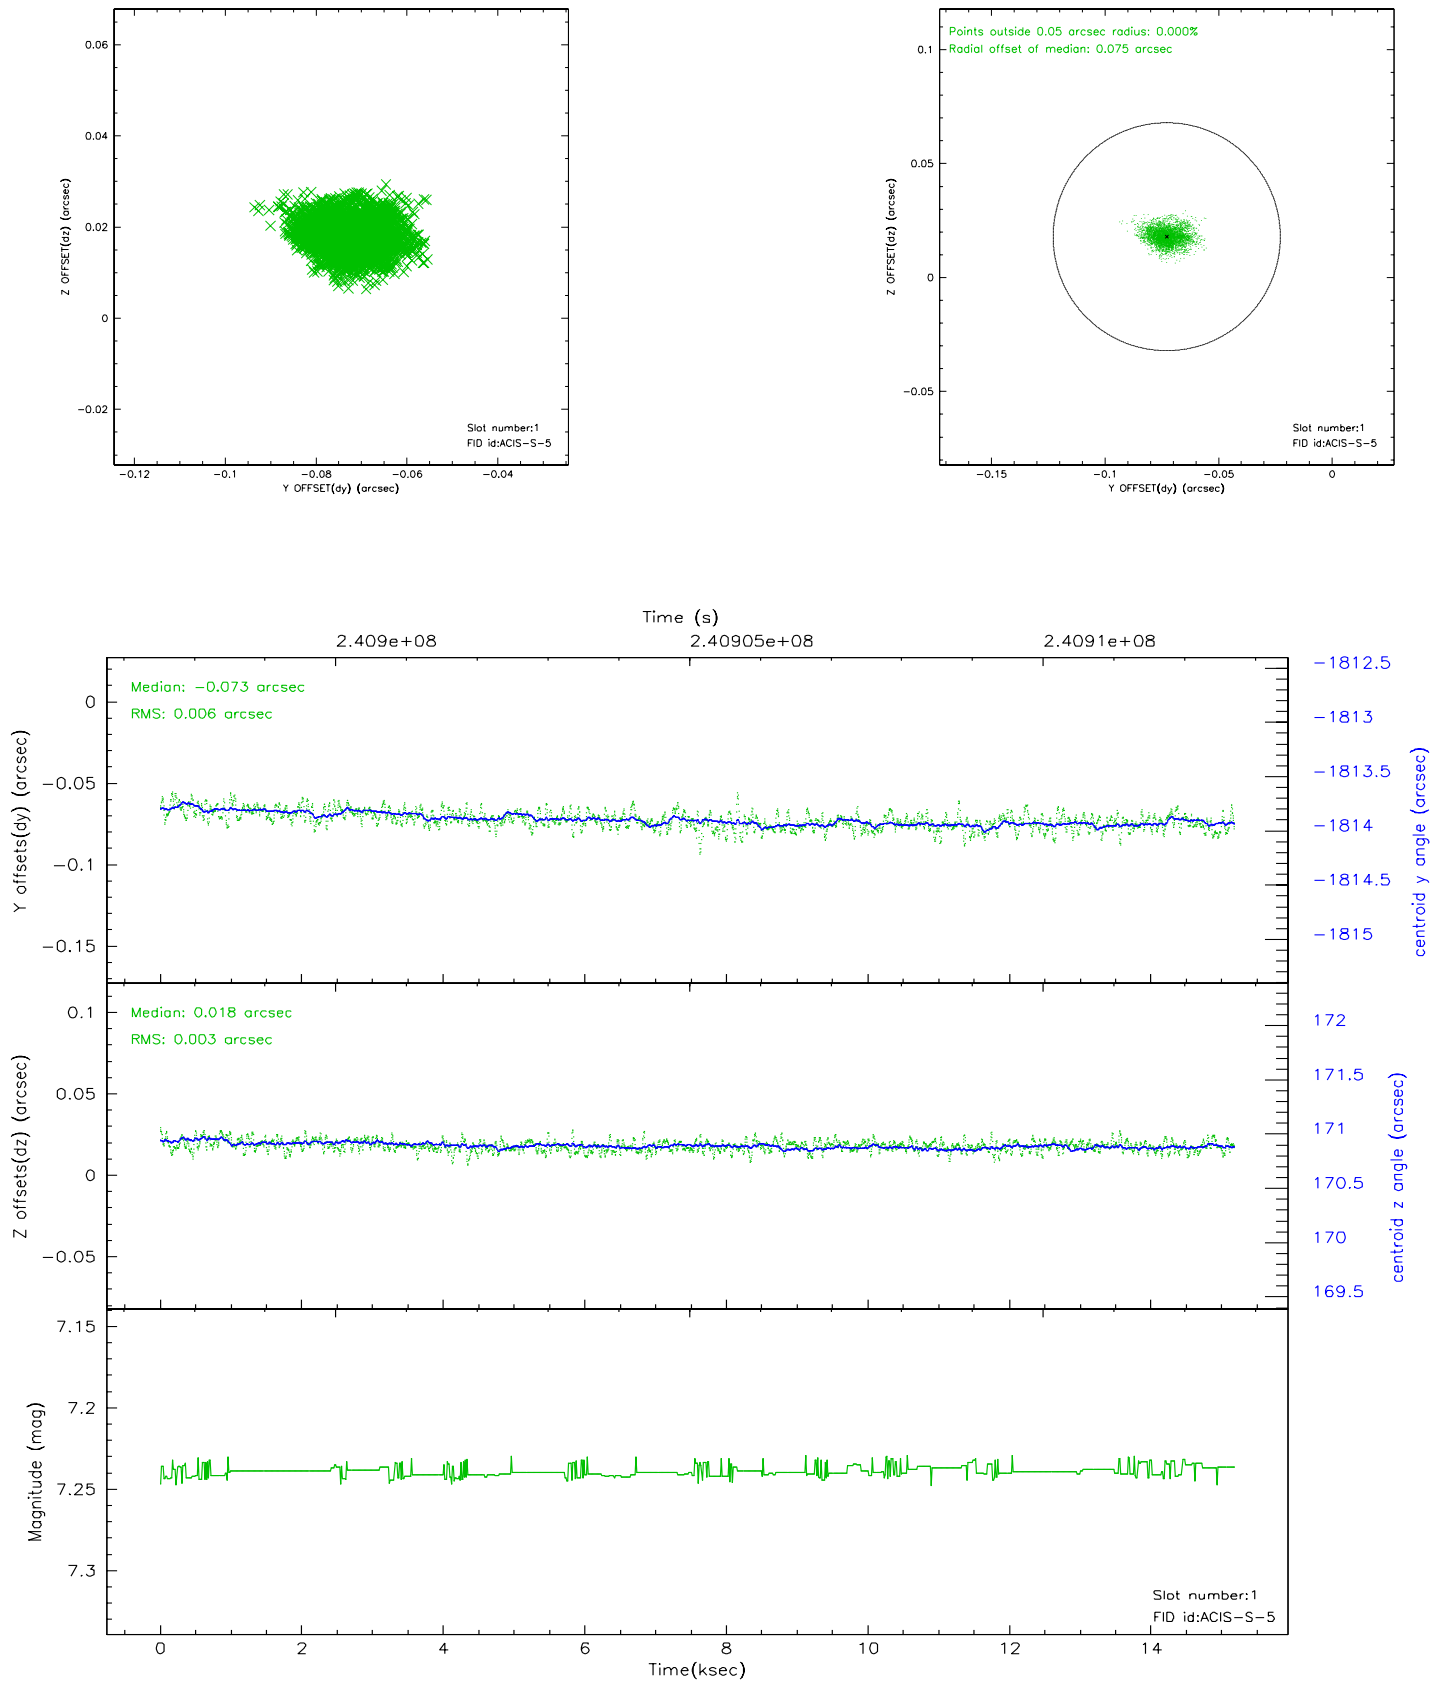 0.06
0.04
0.02
0
−0.02
Z OFFSET(dz) (arcsec)
Slot number:1
FID id:ACIS−S−5
−0.12
−0.1
−0.08
−0.06
−0.04
Y OFFSET(dy) (arcsec)
Points outside 0.05 arcsec radius: 0.000%
Radial offset of median: 0.075 arcsec
0.1
0.05
0
−0.05
Z OFFSET(dz) (arcsec)
Slot number:1
FID id:ACIS−S−5
−0.15
−0.1
−0.05
0
Y OFFSET(dy) (arcsec)
Time (s)
2.409e+08
2.40905e+08
2.4091e+08
Median: −0.073 arcsec
RMS: 0.006 arcsec
0
−0.05
−0.1
−0.15
Y offsets(dy) (arcsec)
−1812.5
−1813
−1813.5
−1814
−1814.5
−1815
centroid y angle (arcsec)
Median: 0.018 arcsec
RMS: 0.003 arcsec
0.1
0.05
0
−0.05
Z offsets(dz) (arcsec)
172
171.5
171
170.5
170
169.5
centroid z angle (arcsec)
7.15
7.2
7.25
7.3
Magnitude (mag)
Slot number:1
FID id:ACIS−S−5
0
2
4
6
8
10
12
14
Time(ksec)